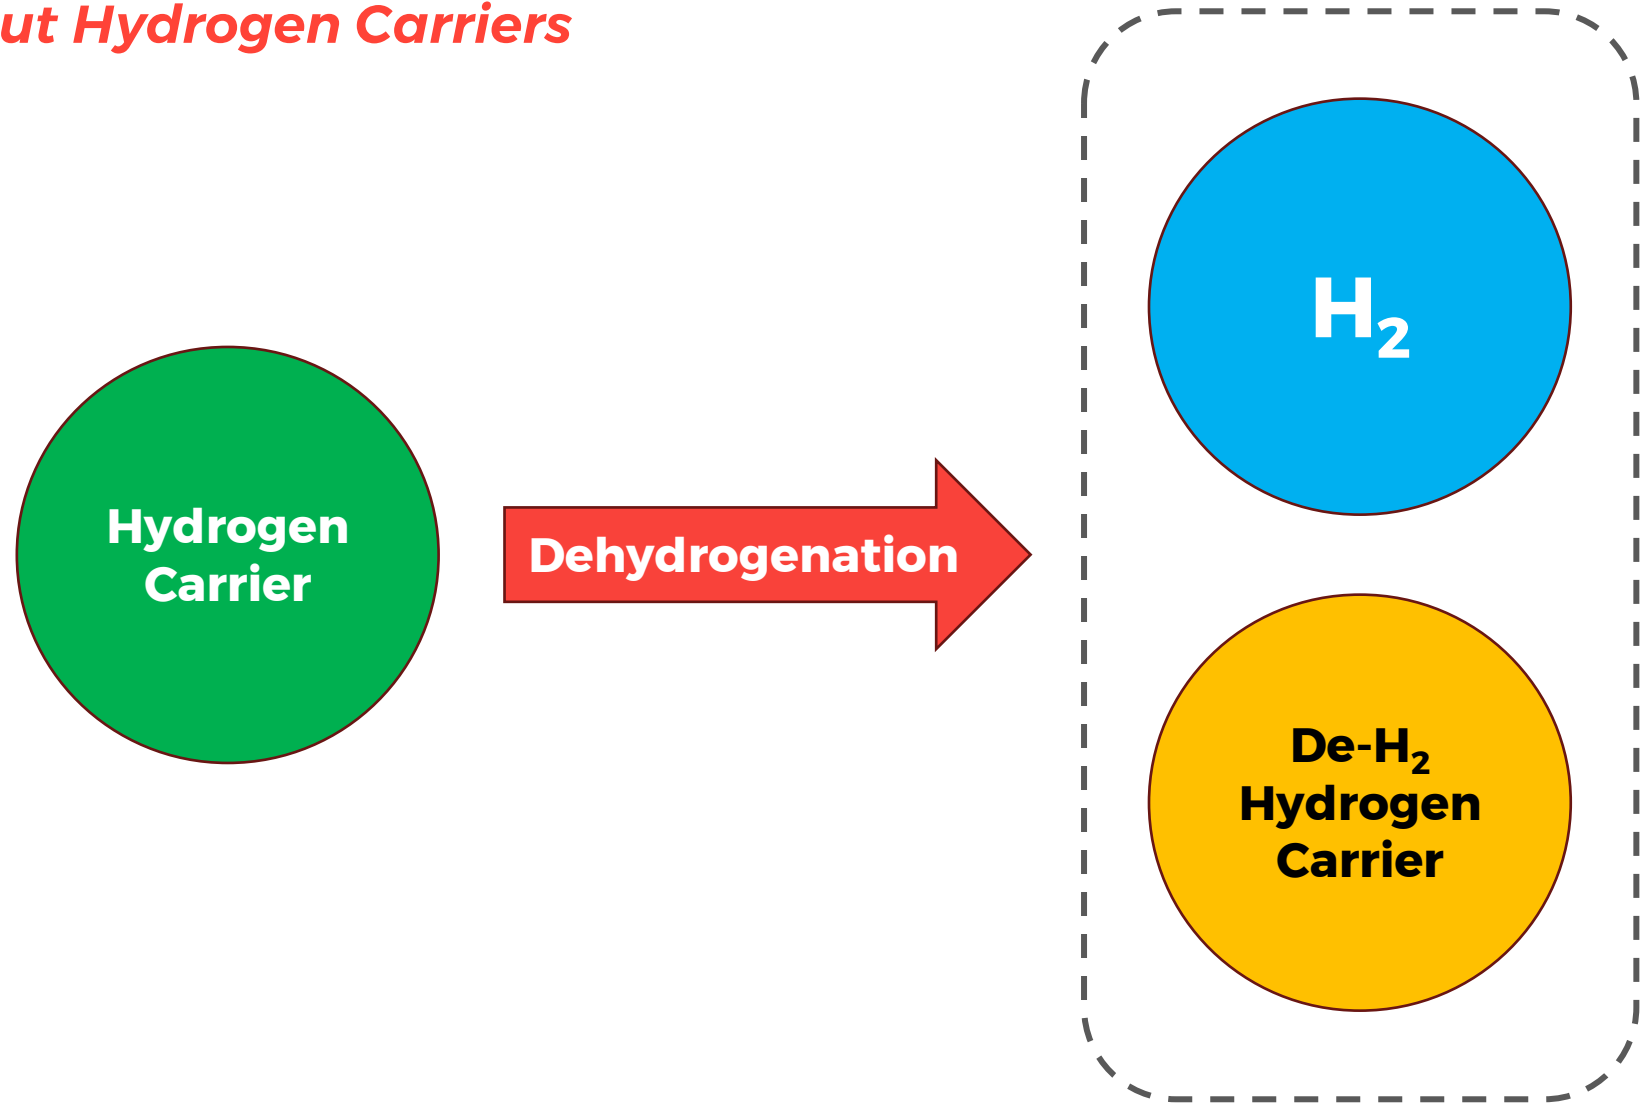 ut Hydrogen Carriers
Hydrogen
Carrier
Dehydrogenation
H₂
De-H₂
Hydrogen
Carrier